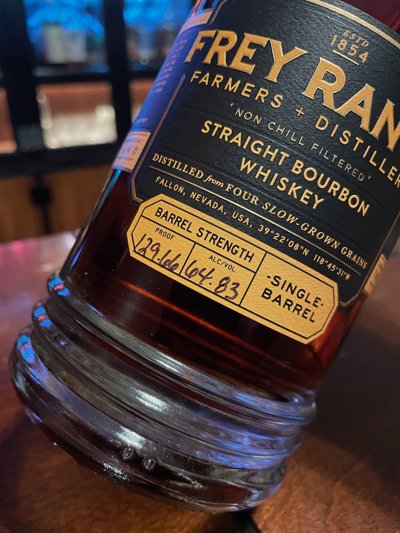 ESTD
1854
FREY RAN
FARMERS + DISTILLER
"NON CHILL FILTERED"
STRAIGHT BOURBON
WHISKEY
DISTILLED from FOUR SLOW-GROWN GRAINS
FALLON, NEVADA, USA, 39°22'08"N 118°45'31"W
BARREL STRENGTH
PROOF
129.66
ALC/VOL
64.83
-SINGLE-
BARREL